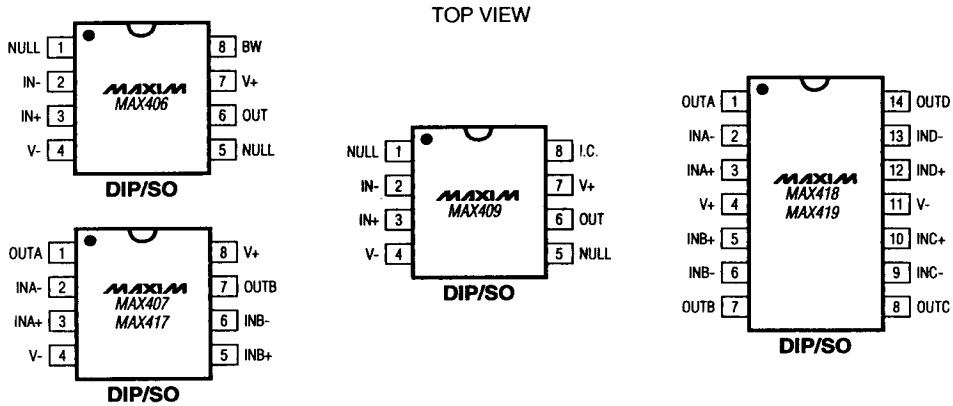 TOP VIEW
NULL 1 8 BW
IN- 2 7 V+
IN+ 3 6 OUT
V- 4 5 NULL
MAXIM
MAX406
DIP/SO
OUTA 1 8 V+
INA- 2 7 OUTB
INA+ 3 6 INB-
V- 4 5 INB+
MAXIM
MAX407
MAX417
DIP/SO
NULL 1 8 I.C.
IN- 2 7 V+
IN+ 3 6 OUT
V- 4 5 NULL
MAXIM
MAX409
DIP/SO
OUTA 1 14 OUTD
INA- 2 13 IND-
INA+ 3 12 IND+
V+ 4 11 V-
INB+ 5 10 INC+
INB- 6 9 INC-
OUTB 7 8 OUTC
MAXIM
MAX418
MAX419
DIP/SO